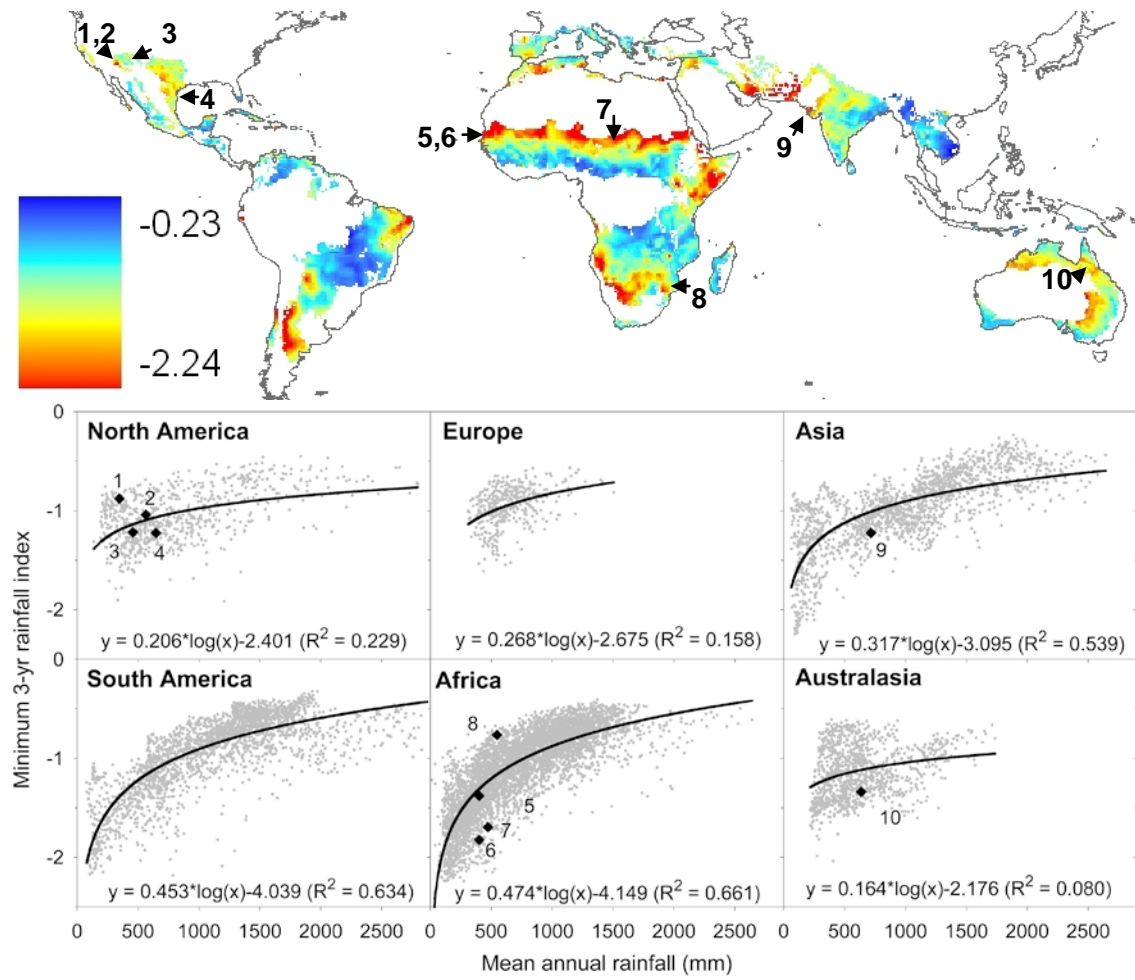 1,2 3
4
5,6
7
8
9
10
-0.23
-2.24
Minimum 3-yr rainfall index
0
-1
-2
North America
1
2
3
4
y = 0.206*log(x)-2.401 (R² = 0.229)
Europe
y = 0.268*log(x)-2.675 (R² = 0.158)
Asia
9
y = 0.317*log(x)-3.095 (R² = 0.539)
0
-1
-2
South America
y = 0.453*log(x)-4.039 (R² = 0.634)
Africa
8
5
7
6
y = 0.474*log(x)-4.149 (R² = 0.661)
Australasia
10
y = 0.164*log(x)-2.176 (R² = 0.080)
0 500 1000 1500 2000 2500 0 500 1000 1500 2000 2500 0 500 1000 1500 2000 2500
Mean annual rainfall (mm)